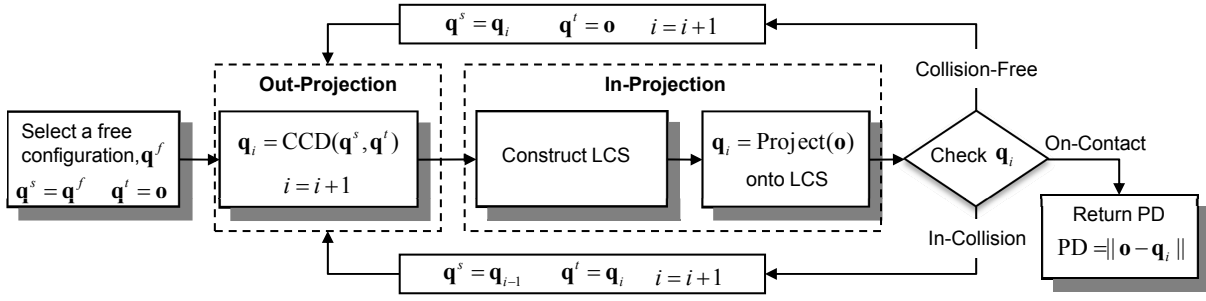 q^s = q_i q^t = o i = i+1
Out-Projection
In-Projection
Collision-Free
Select a free
configuration, q^f
q^s = q^f q^t = o
q_i = CCD(q^s, q^t)
i = i+1
Construct LCS
q_i = Project(o)
onto LCS
Check q_i
On-Contact
Return PD
PD = || o − q_i ||
In-Collision
q^s = q_{i−1} q^t = q_i i = i+1